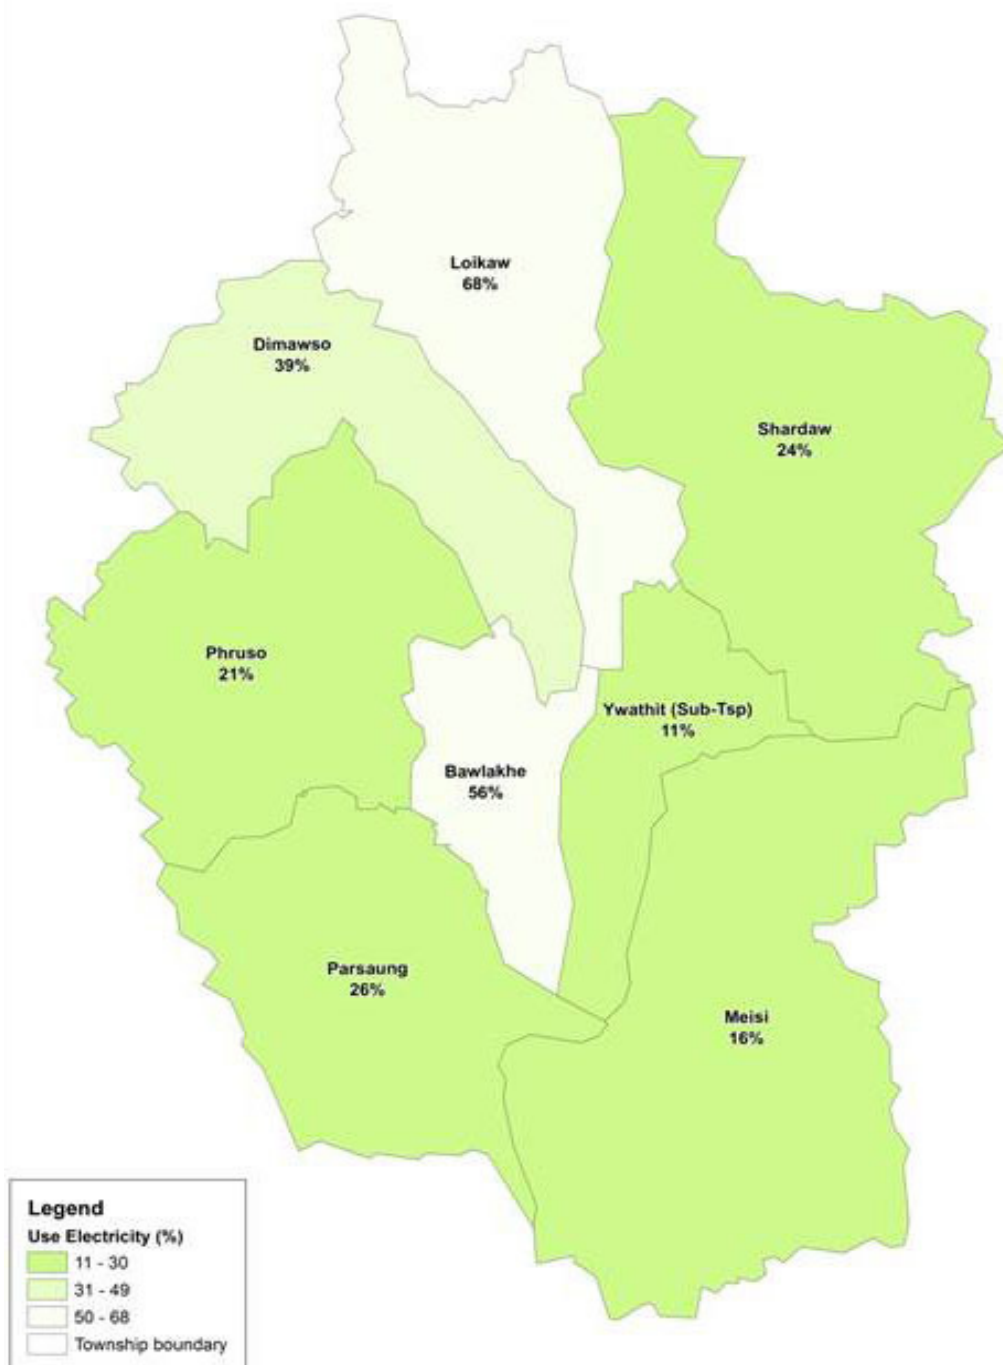 Loikaw
68%
Dimawso
39%
Shardaw
24%
Phruso
21%
Ywathit (Sub-Tsp)
11%
Bawlakhe
56%
Parsaung
26%
Meisi
16%
Legend
Use Electricity (%)
11 - 30
31 - 49
50 - 68
Township boundary